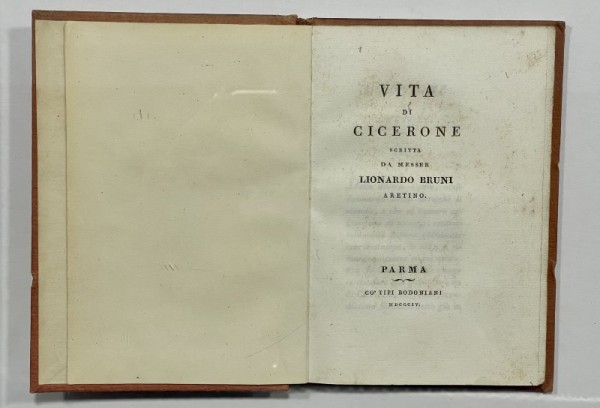 VITA
DI
CICERONE
SCRITTA
DA MESSER
LIONARDO BRUNI
ARETINO.
PARMA
CO' TIPI BODONIANI
MDCCCIV.